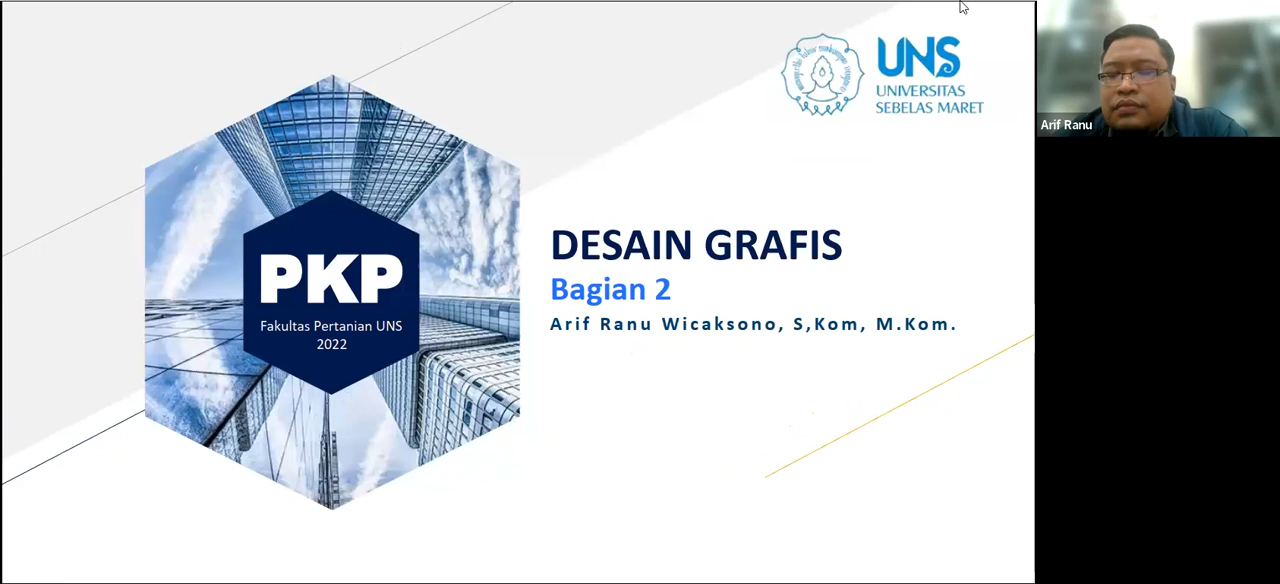 UNS
UNIVERSITAS
SEBELAS MARET
PKP
Fakultas Pertanian UNS
2022
DESAIN GRAFIS
Bagian 2
Arif Ranu Wicaksono, S,Kom, M.Kom.
Arif Ranu